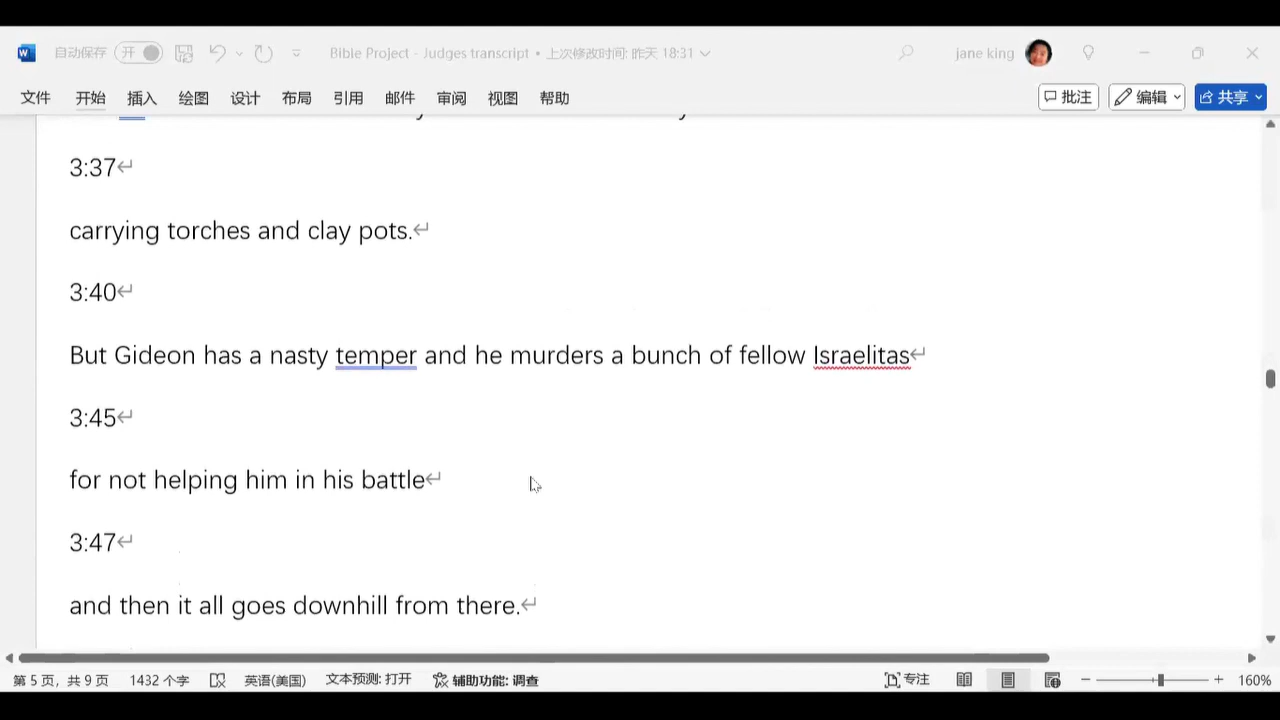 自动保存 开 Bible Project - Judges transcript • 上次修改时间: 昨天 18:31 jane king
文件 开始 插入 绘图 设计 布局 引用 邮件 审阅 视图 帮助 批注 编辑 共享
3:37
carrying torches and clay pots.
3:40
But Gideon has a nasty temper and he murders a bunch of fellow Israelitas
3:45
for not helping him in his battle
3:47
and then it all goes downhill from there.
第 5 页, 共 9 页 1432 个字 英语(美国) 文本预测: 打开 辅助功能: 调查 专注 160%